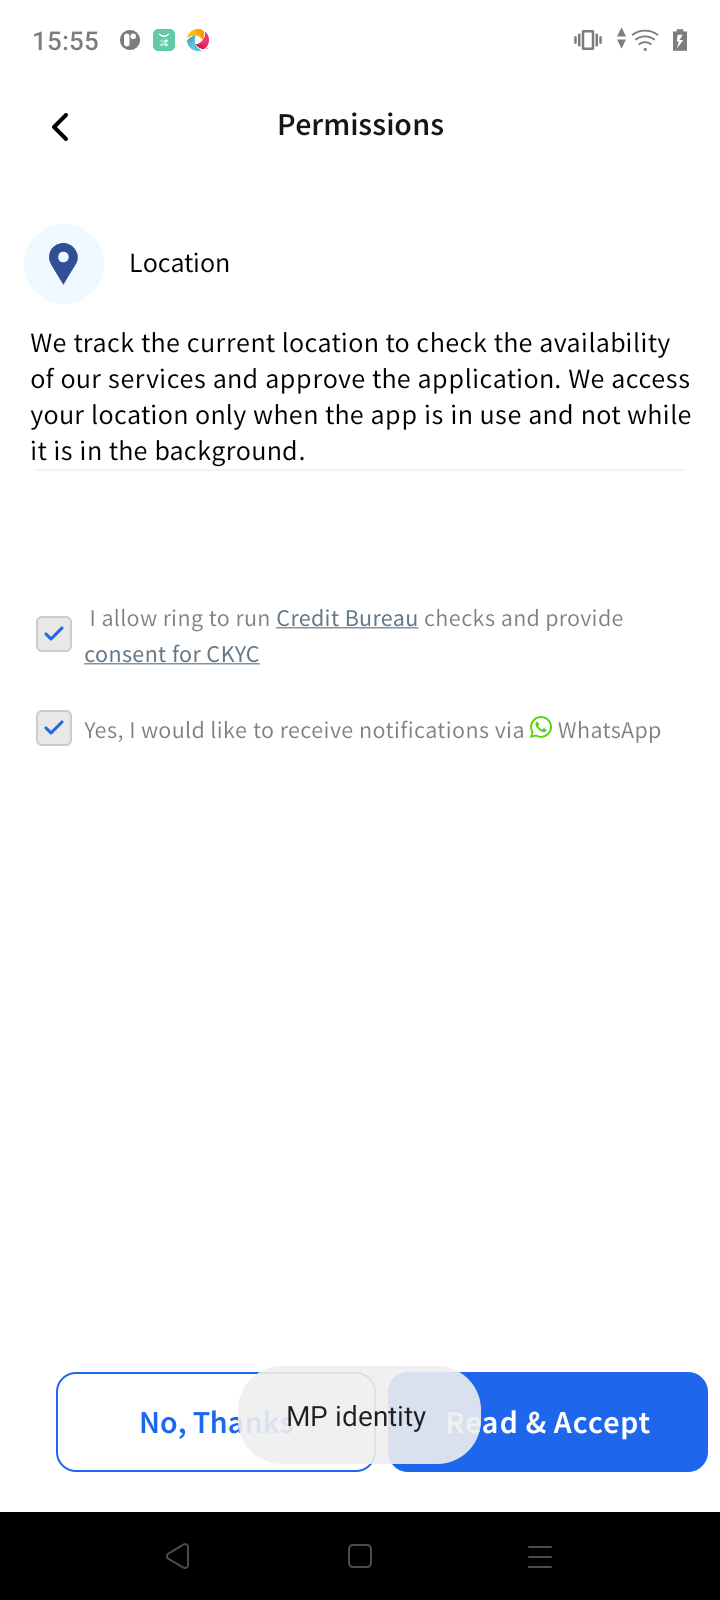 15:55
Permissions
Location
We track the current location to check the availability
of our services and approve the application. We access
your location only when the app is in use and not while
it is in the background.
I allow ring to run Credit Bureau checks and provide
consent for CKYC
Yes, I would like to receive notifications via WhatsApp
No, Thanks
MP identity
Read & Accept